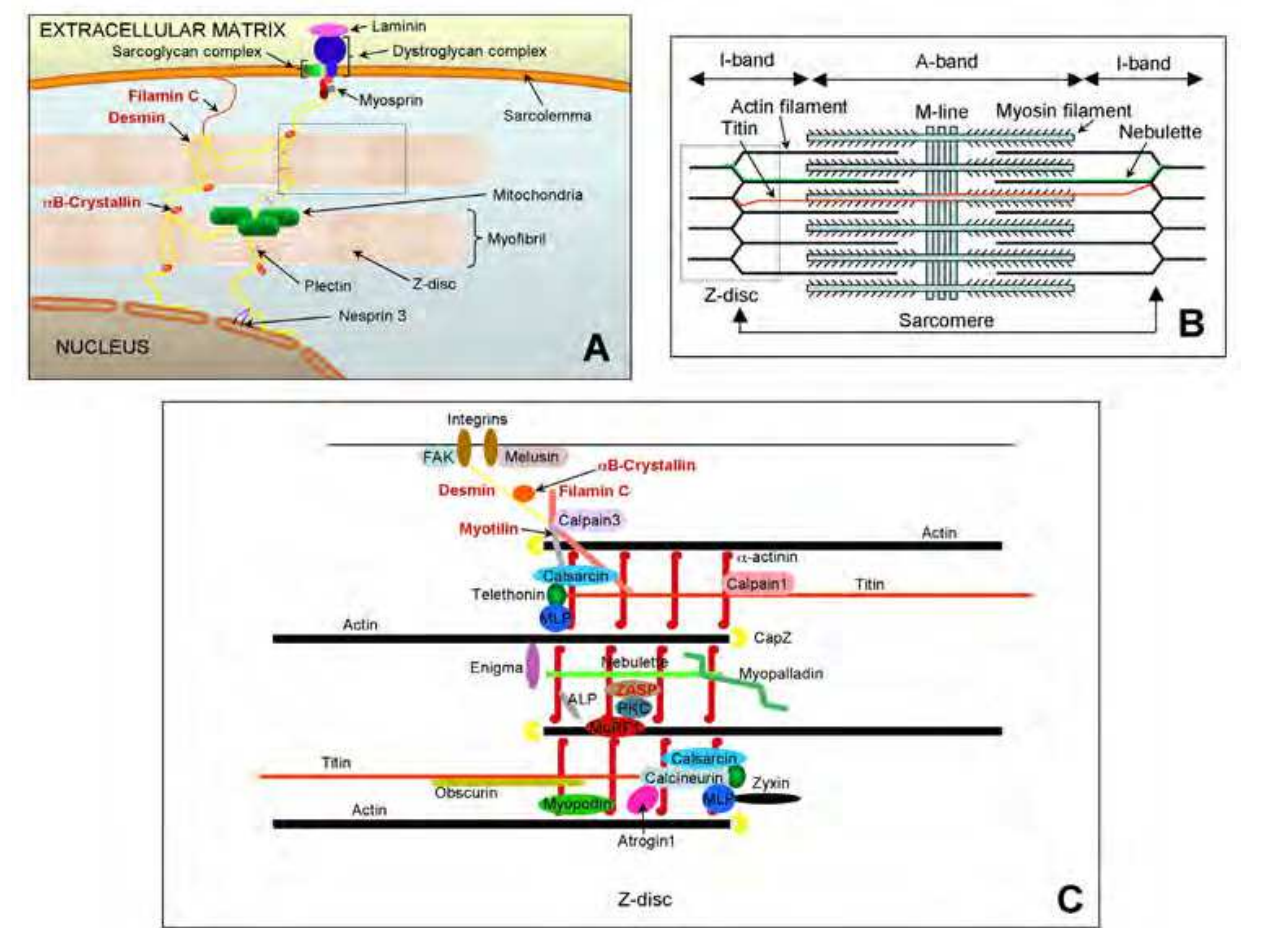 EXTRACELLULAR MATRIX
Laminin
Sarcoglycan complex
Dystroglycan complex
Filamin C
Myosprin
Desmin
Sarcolemma
αB-Crystallin
Mitochondria
Myofibril
Plectin
Z-disc
Nesprin 3
NUCLEUS
A
I-band
A-band
I-band
Actin filament
M-line
Myosin filament
Titin
Nebulette
Z-disc
Sarcomere
B
Integrins
FAK
Melusin
αB-Crystallin
Desmin
Filamin C
Myotilin
Calpain3
Actin
α-actinin
Calsarcin
Calpain1
Titin
Telethonin
MLP
Actin
CapZ
Enigma
Nebulette
Myopalladin
ZASP
ALP
PKC
MuRF1
Calsarcin
Titin
Calcineurin
Zyxin
Obscurin
Myopodin
MLP
Actin
Atrogin1
Z-disc
C